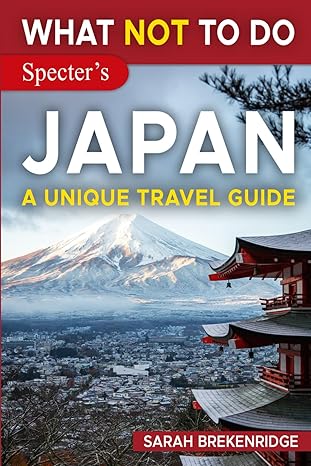 WHAT NOT TO DO
Specter's
JAPAN
A UNIQUE TRAVEL GUIDE
SARAH BREKENRIDGE